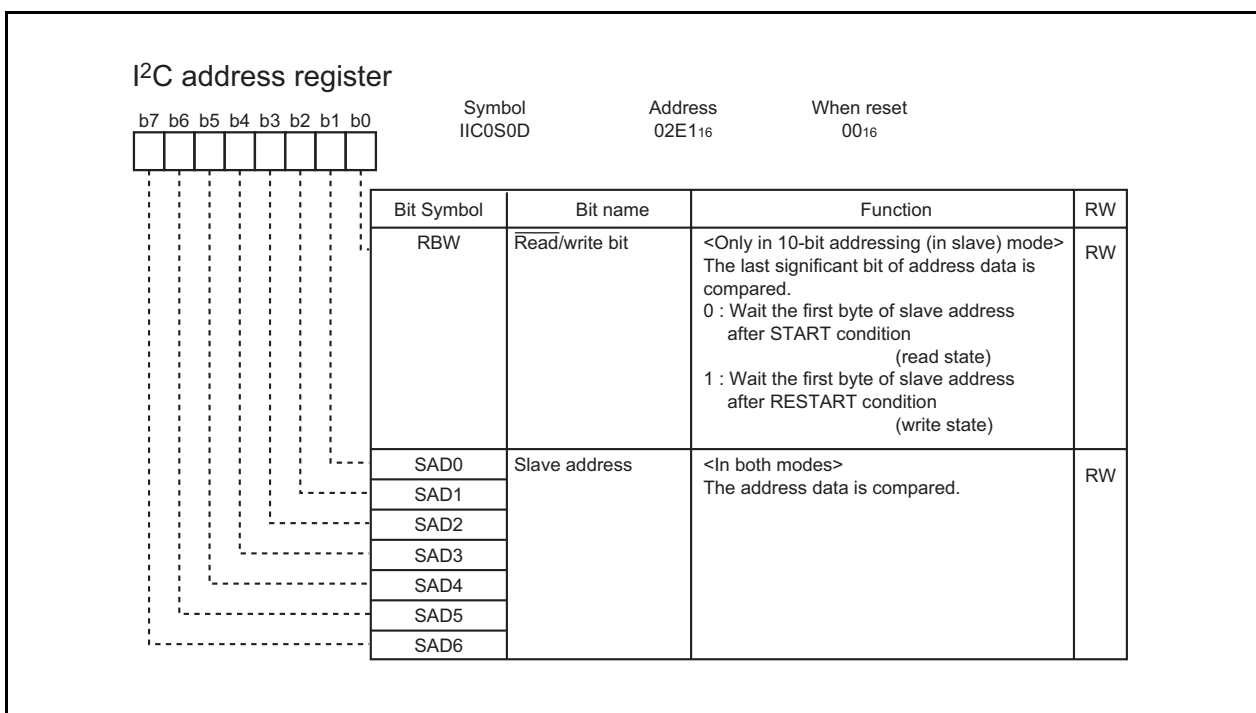 I²C address register
b7 b6 b5 b4 b3 b2 b1 b0
Symbol Address When reset
IIC0S0D 02E1₁₆ 00₁₆
Bit Symbol Bit name Function RW
RBW Read/write bit <Only in 10-bit addressing (in slave) mode> RW
The last significant bit of address data is
compared.
0 : Wait the first byte of slave address
after START condition
(read state)
1 : Wait the first byte of slave address
after RESTART condition
(write state)
SAD0 Slave address <In both modes> RW
SAD1 The address data is compared.
SAD2
SAD3
SAD4
SAD5
SAD6